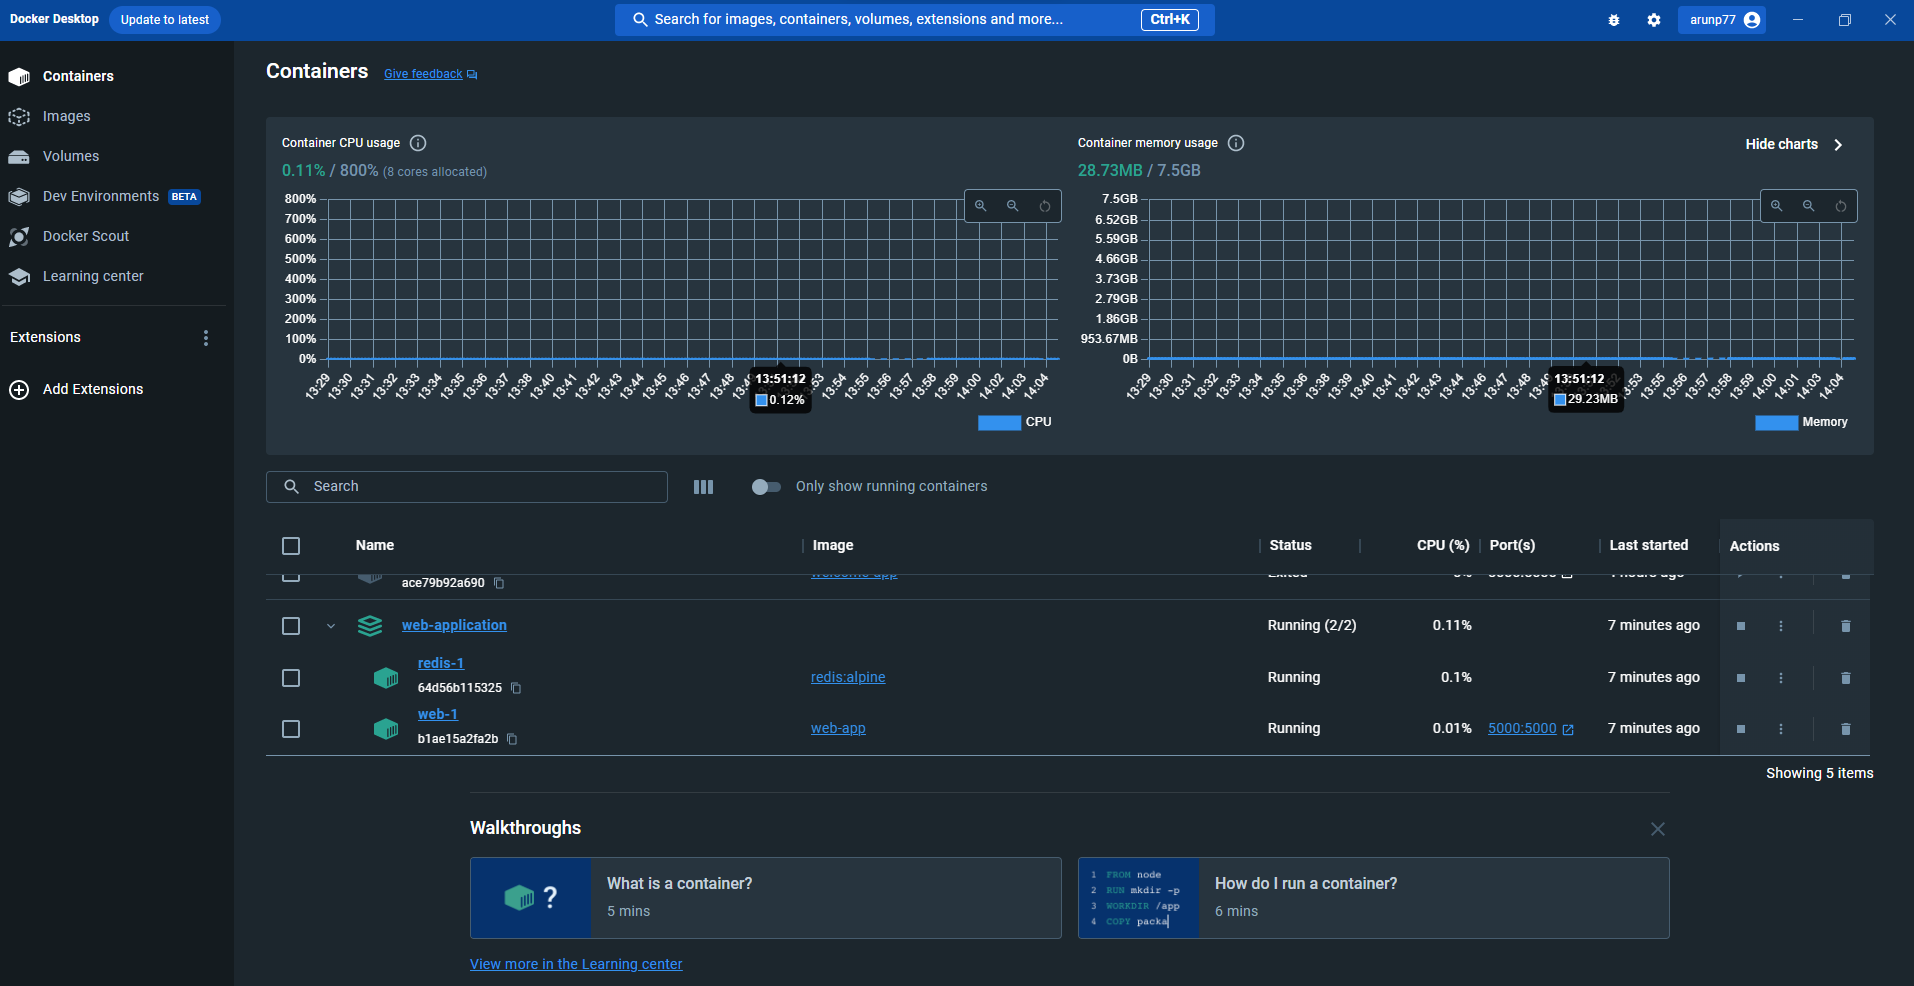 Docker Desktop
Update to latest
Search for images, containers, volumes, extensions and more...
Ctrl+K
arunp77
Containers
Images
Volumes
Dev Environments BETA
Docker Scout
Learning center
Extensions
Add Extensions
Containers
Give feedback
Container CPU usage
0.11% / 800% (8 cores allocated)
800%
700%
600%
500%
400%
300%
200%
100%
0%
13:29 13:30 13:31 13:32 13:33 13:34 13:35 13:36 13:37 13:38 13:40 13:41 13:42 13:43 13:44 13:45 13:46 13:47 13:48 13:54 13:55 13:56 13:57 13:58 13:59 14:00 14:02 14:03 14:04
13:51:12
0.12%
CPU
Container memory usage
28.73MB / 7.5GB
Hide charts
7.5GB
6.52GB
5.59GB
4.66GB
3.73GB
2.79GB
1.86GB
953.67MB
0B
13:29 13:30 13:31 13:32 13:33 13:34 13:35 13:36 13:38 13:39 13:40 13:41 13:42 13:43 13:44 13:46 13:47 13:48 13:53 13:55 13:56 13:57 13:58 13:59 14:00 14:01 14:03 14:04
13:51:12
29.23MB
Memory
Search
Only show running containers
Name Image Status CPU (%) Port(s) Last started Actions
ace79b92a690
web-application Running (2/2) 0.11% 7 minutes ago
redis-1
64d56b115325
redis:alpine Running 0.1% 7 minutes ago
web-1
b1ae15a2fa2b
web-app Running 0.01% 5000:5000 7 minutes ago
Showing 5 items
Walkthroughs
?
What is a container?
5 mins
1 FROM node
2 RUN mkdir -p
3 WORKDIR /app
4 COPY packa
How do I run a container?
6 mins
View more in the Learning center